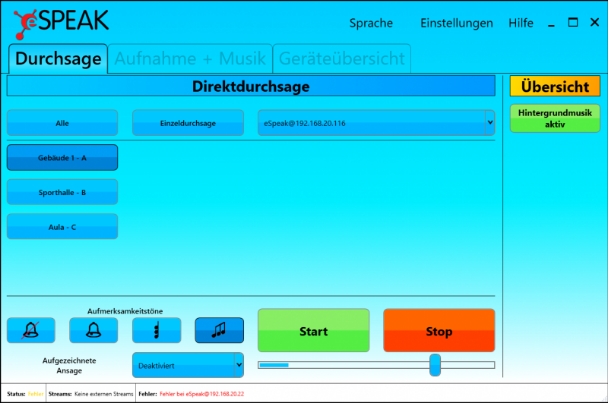 eSPEAK
Sprache Einstellungen Hilfe
Durchsage Aufnahme + Musik Geräteübersicht
Direktdurchsage
Übersicht
Alle Einzeldurchsage eSpeak@192.168.20.116
Hintergrundmusik
aktiv
Gebäude 1 - A
Sporthalle - B
Aula - C
Aufmerksamkeitstöne
Start Stop
Aufgezeichnete
Ansage
Deaktiviert
Status: Fehler Streams: Keine externen Streams Fehler: Fehler bei eSpeak@192.168.20.22